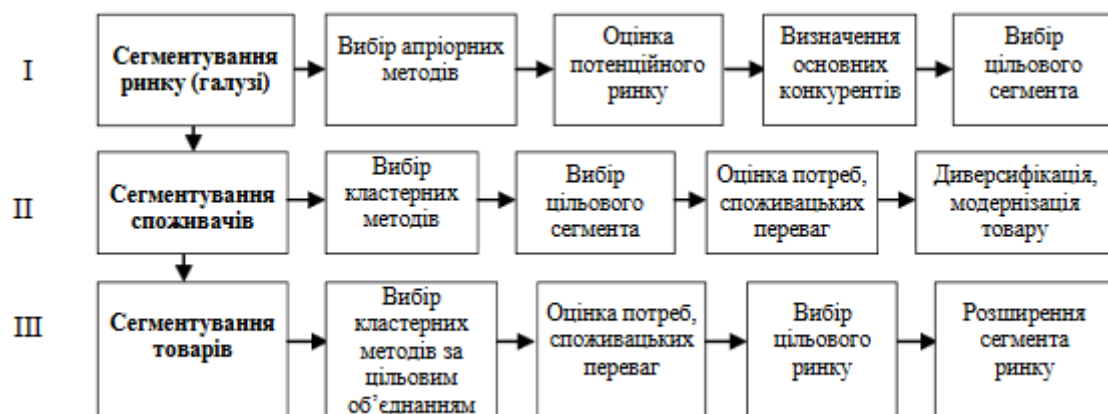 I
Сегментування
ринку (галузі)
Вибір апріорних
методів
Оцінка
потенційного
ринку
Визначення
основних
конкурентів
Вибір
цільового
сегмента
II
Сегментування
споживачів
Вибір
кластерних
методів
Вибір
цільового
сегмента
Оцінка потреб,
споживацьких
переваг
Диверсифікація,
модернізація
товару
III
Сегментування
товарів
Вибір
кластерних
методів за
цільовим
об’єднанням
Оцінка потреб,
споживацьких
переваг
Вибір
цільового
ринку
Розширення
сегмента
ринку